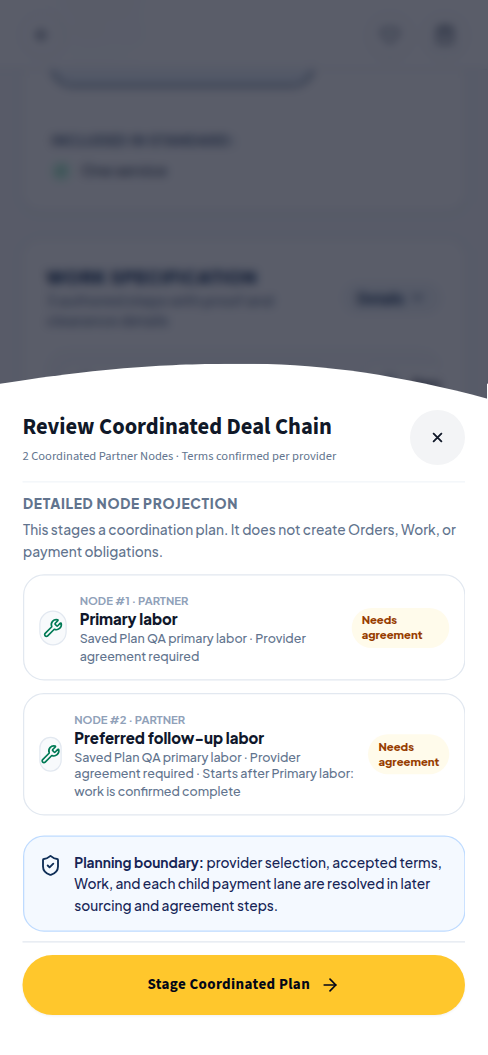 WORK SPECIFICATION
Review Coordinated Deal Chain
2 Coordinated Partner Nodes · Terms confirmed per provider
DETAILED NODE PROJECTION
This stages a coordination plan. It does not create Orders, Work, or
payment obligations.
NODE #1 · PARTNER
Primary labor
Saved Plan QA primary labor · Provider
agreement required
Needs
agreement
NODE #2 · PARTNER
Preferred follow-up labor
Saved Plan QA primary labor · Provider
agreement required · Starts after Primary labor:
work is confirmed complete
Needs
agreement
Planning boundary: provider selection, accepted terms,
Work, and each child payment lane are resolved in later
sourcing and agreement steps.
Stage Coordinated Plan